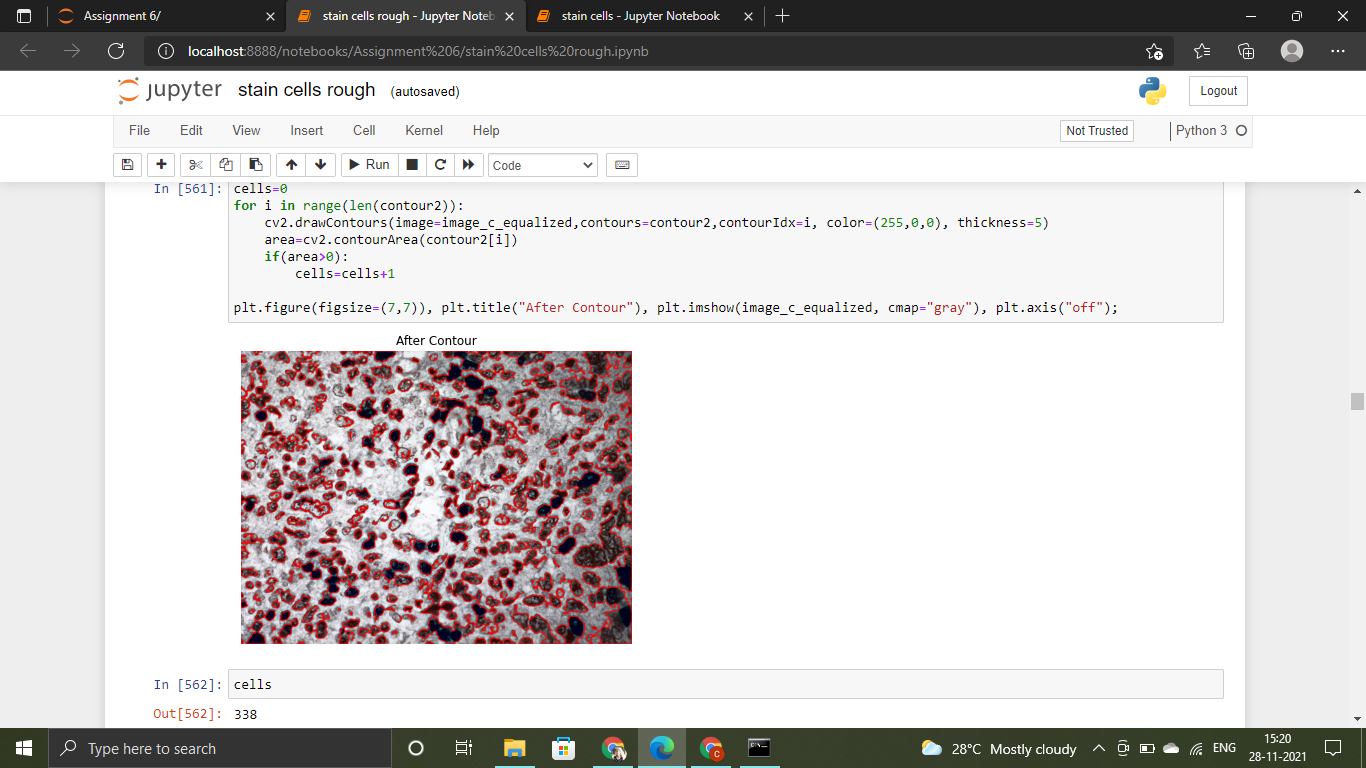 Assignment 6/
stain cells rough - Jupyter Noteb
stain cells - Jupyter Notebook
localhost:8888/notebooks/Assignment%206/stain%20cells%20rough.ipynb
jupyter stain cells rough (autosaved)
Logout
File Edit View Insert Cell Kernel Help
Not Trusted
Python 3
Run
Code
In [561]:
cells=0
for i in range(len(contour2)):
    cv2.drawContours(image=image_c_equalized,contours=contour2,contourIdx=i, color=(255,0,0), thickness=5)
    area=cv2.contourArea(contour2[i])
    if(area>0):
        cells=cells+1
plt.figure(figsize=(7,7)), plt.title("After Contour"), plt.imshow(image_c_equalized, cmap="gray"), plt.axis("off");
After Contour
In [562]: cells
Out[562]: 338
Type here to search
28°C Mostly cloudy
ENG
15:20
28-11-2021